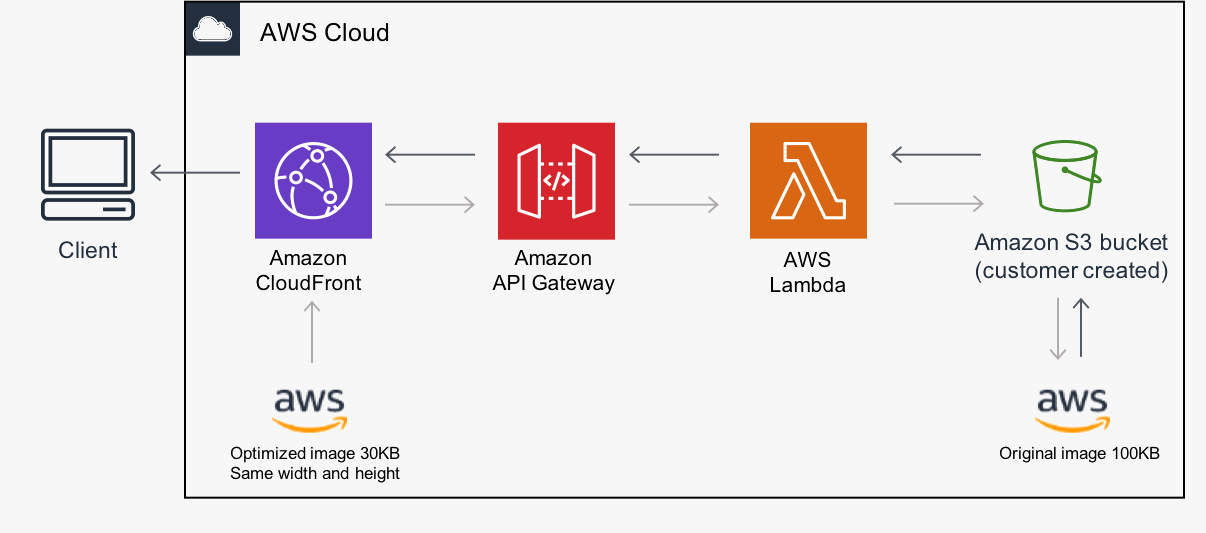 AWS Cloud
Client
Amazon
CloudFront
Amazon
API Gateway
</>
AWS
Lambda
Amazon S3 bucket
(customer created)
aws
Optimized image 30KB
Same width and height
aws
Original image 100KB